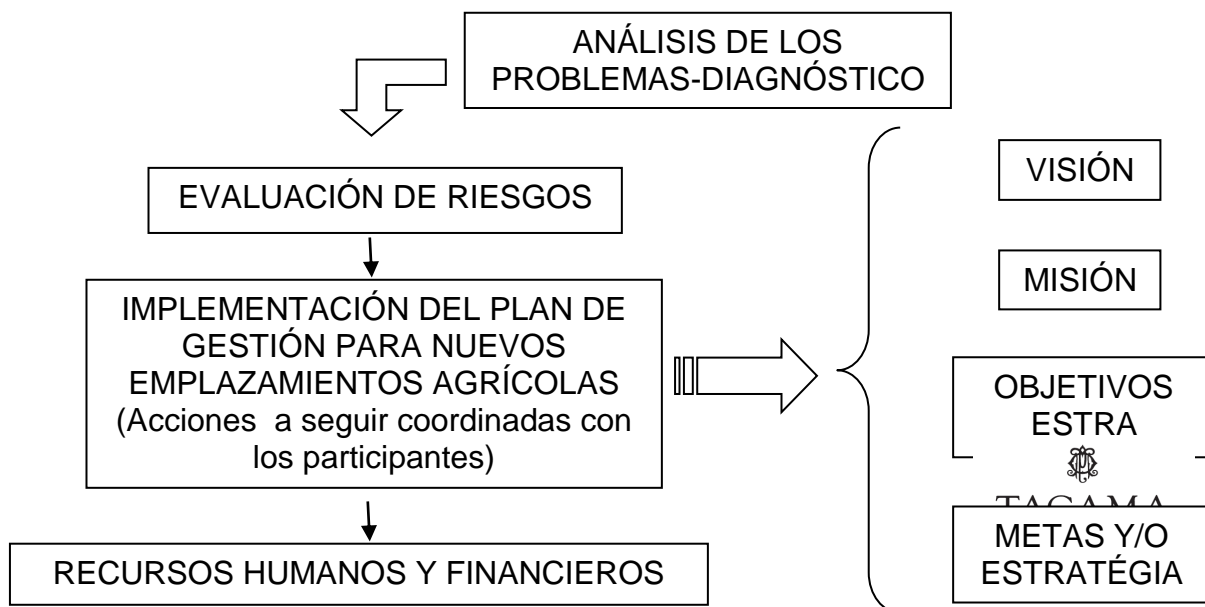 ANÁLISIS DE LOS
PROBLEMAS-DIAGNÓSTICO
EVALUACIÓN DE RIESGOS
IMPLEMENTACIÓN DEL PLAN DE
GESTIÓN PARA NUEVOS
EMPLAZAMIENTOS AGRÍCOLAS
(Acciones a seguir coordinadas con
los participantes)
RECURSOS HUMANOS Y FINANCIEROS
VISIÓN
MISIÓN
OBJETIVOS
ESTRA
METAS Y/O
ESTRATÉGIA